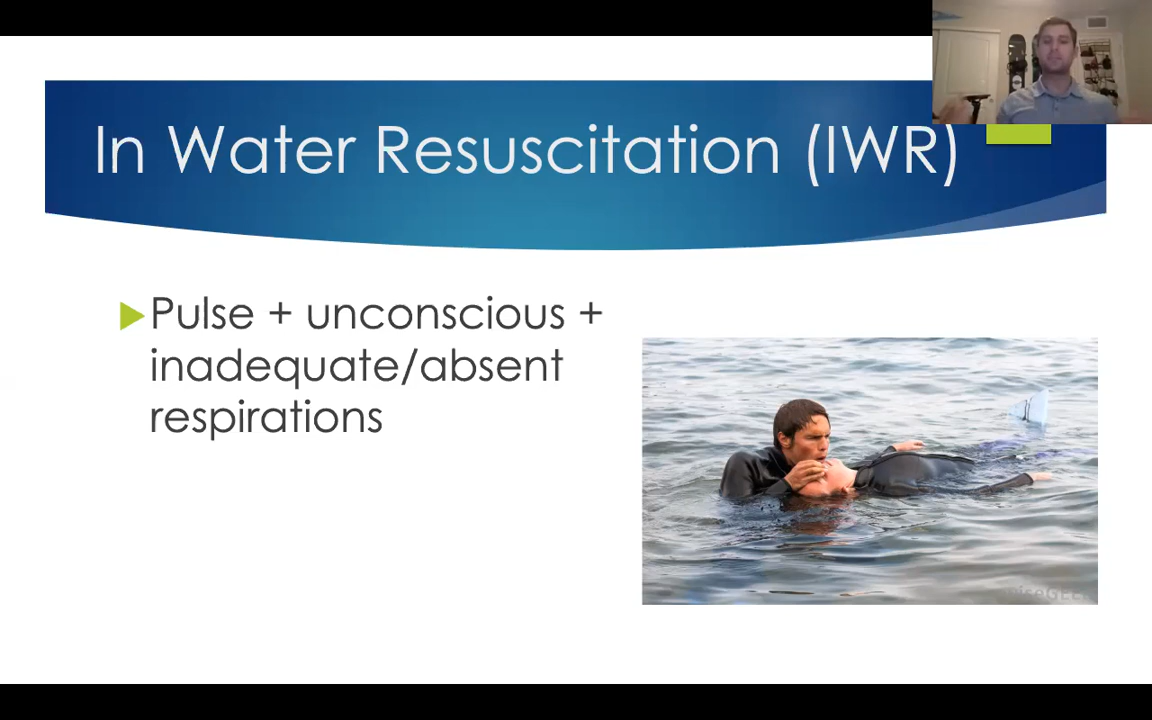 In Water Resuscitation (IWR)
Pulse + unconscious +
inadequate/absent
respirations